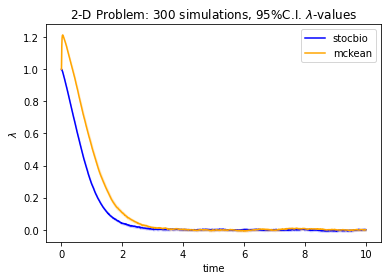 2-D Problem: 300 simulations, 95%C.I. λ-values
stocbio
mckean
1.2
1.0
0.8
0.6
0.4
0.2
0.0
λ
0 2 4 6 8 10
time